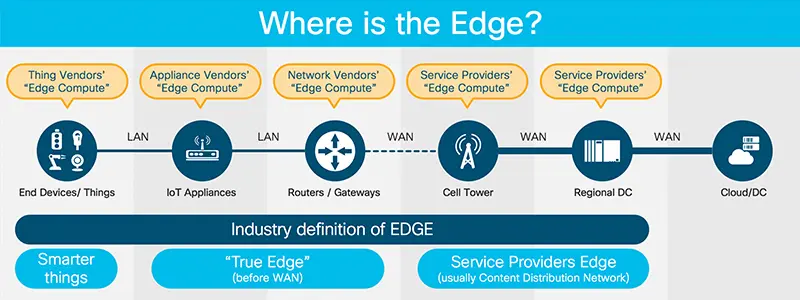 Where is the Edge?
Thing Vendors'
"Edge Compute"
Appliance Vendors'
"Edge Compute"
Network Vendors'
"Edge Compute"
Service Providers'
"Edge Compute"
Service Providers'
"Edge Compute"
LAN
LAN
WAN
WAN
WAN
End Devices/ Things
IoT Appliances
Routers / Gateways
Cell Tower
Regional DC
Cloud/DC
Industry definition of EDGE
Smarter
things
"True Edge"
(before WAN)
Service Providers Edge
(usually Content Distribution Network)